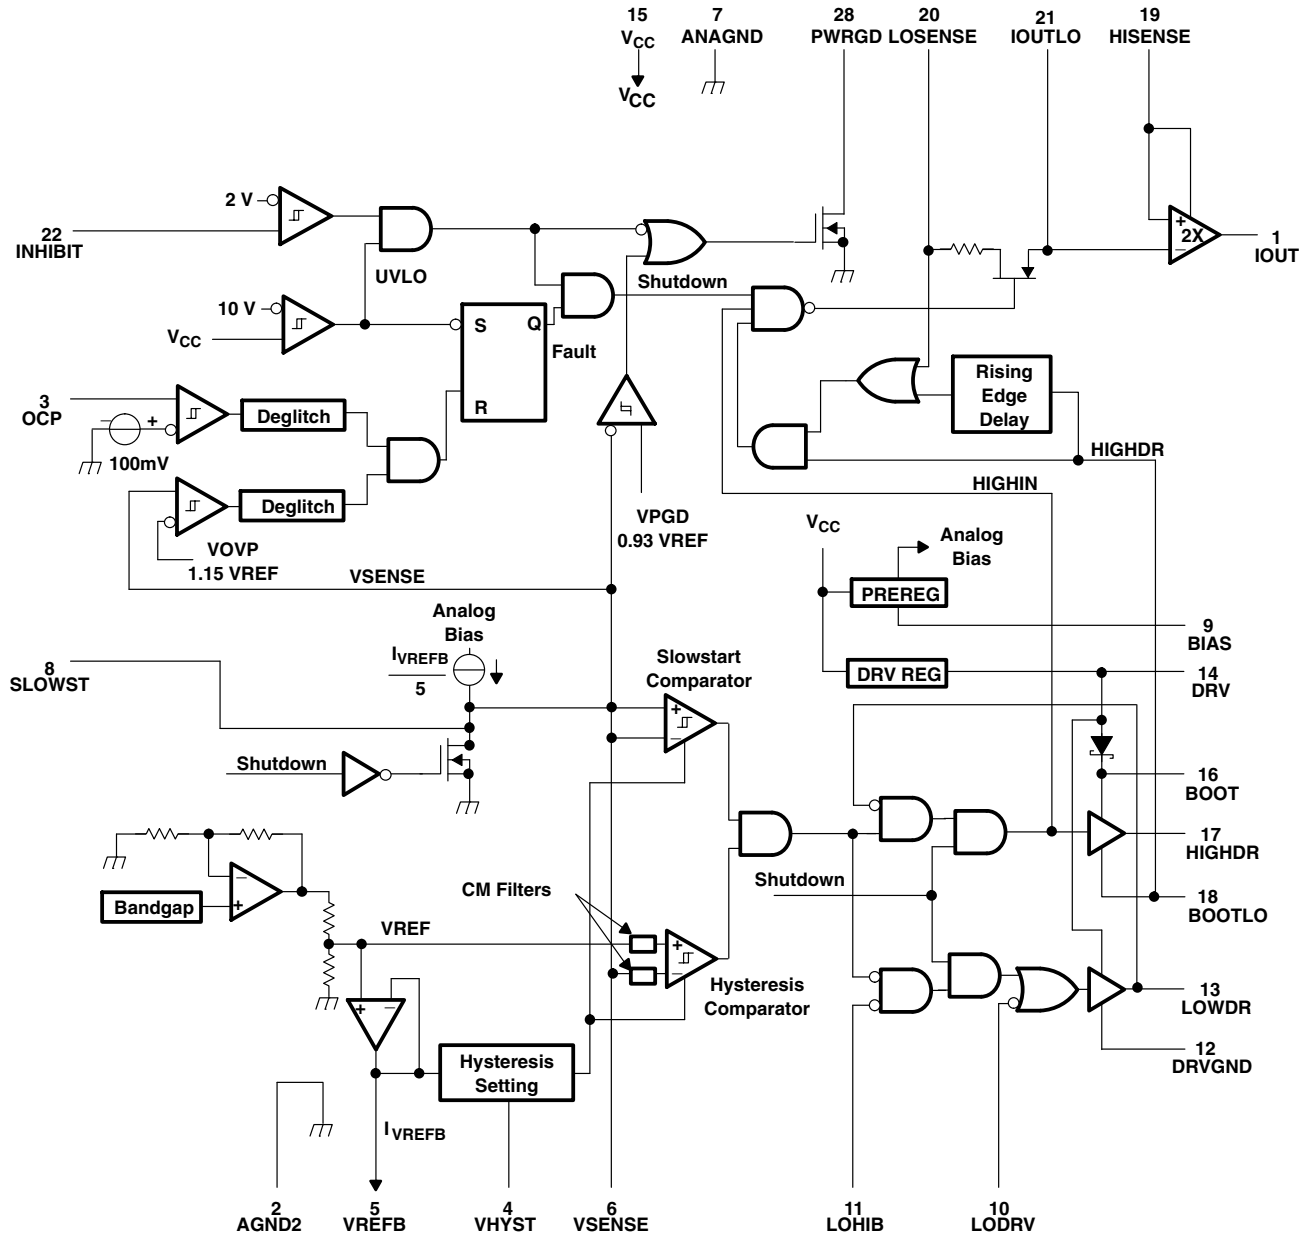 15
VCC
VCC
7
ANAGND
28
PWRGD
20
LOSENSE
21
IOUTLO
19
HISENSE
2 V
22
INHIBIT
UVLO
+
2X
−
1
IOUT
Shutdown
10 V
VCC
S
Q
R
Fault
3
OCP
Deglitch
−
+
100mV
Rising
Edge
Delay
HIGHDR
HIGHIN
Deglitch
VOVP
1.15 VREF
VPGD
0.93 VREF
VCC
Analog
Bias
PREREG
VSENSE
9
BIAS
Analog
Bias
IVREFB
5
8
SLOWST
Slowstart
Comparator
+
−
DRV REG
14
DRV
Shutdown
16
BOOT
17
HIGHDR
Shutdown
18
BOOTLO
−
+
Bandgap
CM Filters
VREF
+
−
Hysteresis
Comparator
+
−
13
LOWDR
12
DRVGND
Hysteresis
Setting
IVREFB
2
AGND2
5
VREFB
4
VHYST
6
VSENSE
11
LOHIB
10
LODRV